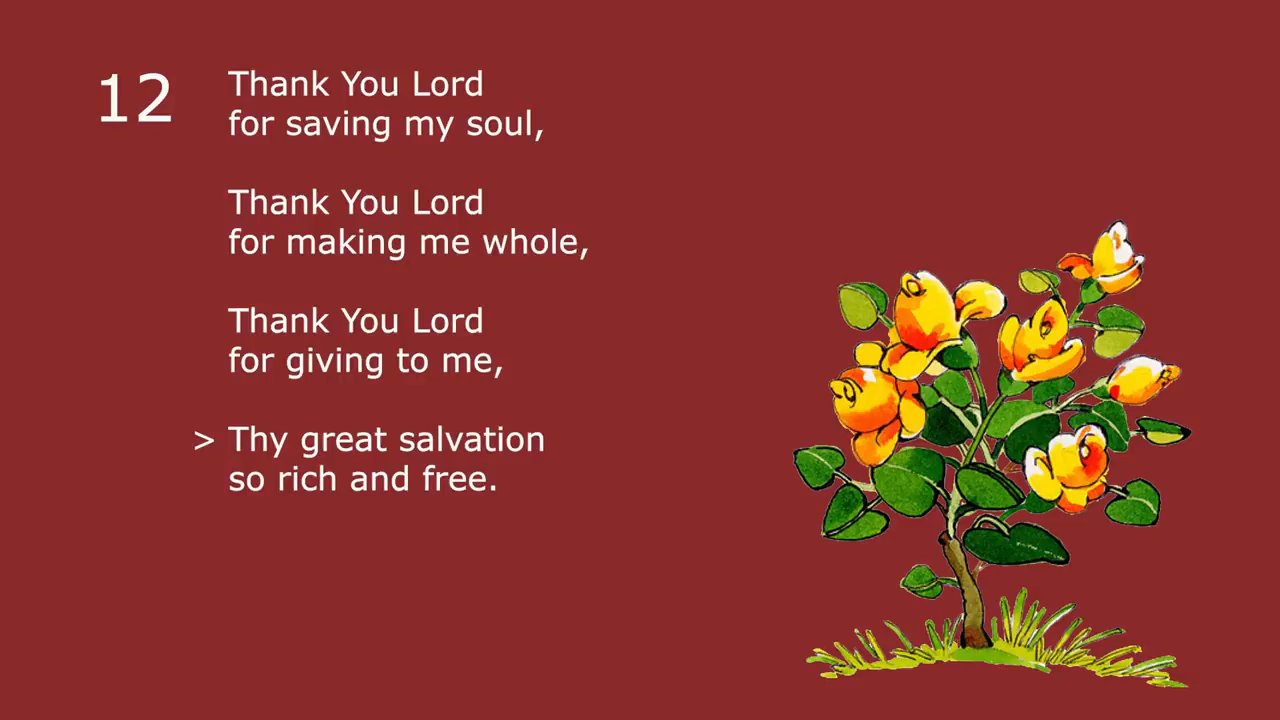 12
Thank You Lord
for saving my soul,
Thank You Lord
for making me whole,
Thank You Lord
for giving to me,
> Thy great salvation
so rich and free.